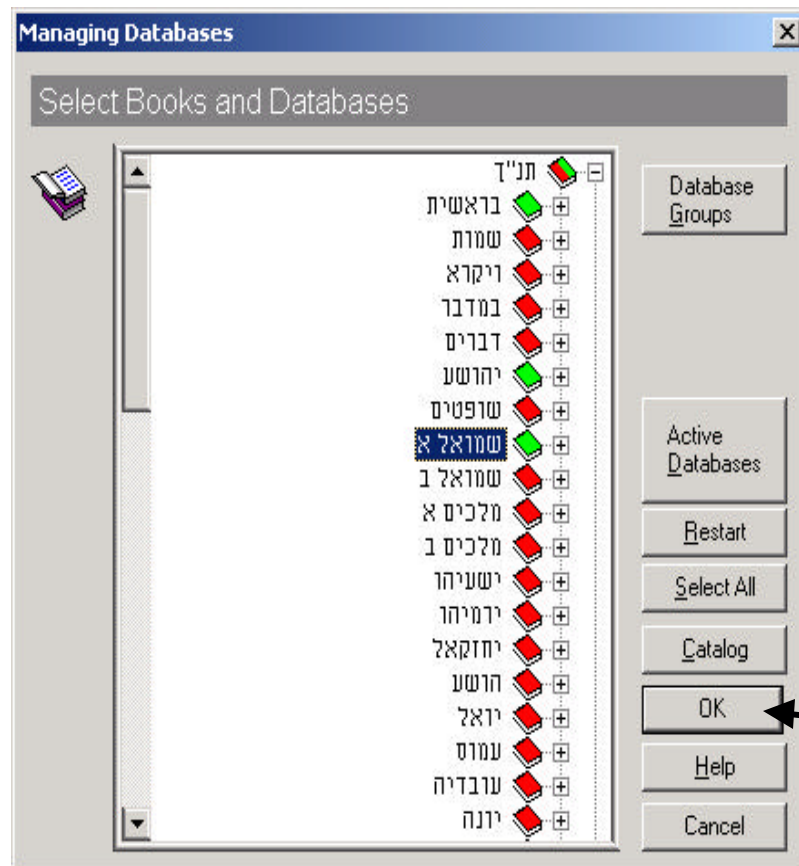 Managing Databases
Select Books and Databases
תנ"ך
בראשית
שמות
ויקרא
במדבר
דברים
יהושע
שופטים
שמואל א
שמואל ב
מלכים א
מלכים ב
ישעיהו
ירמיהו
יחזקאל
הושע
יואל
עמוס
עובדיה
יונה
Database
Groups
Active
Databases
Restart
Select All
Catalog
OK
Help
Cancel